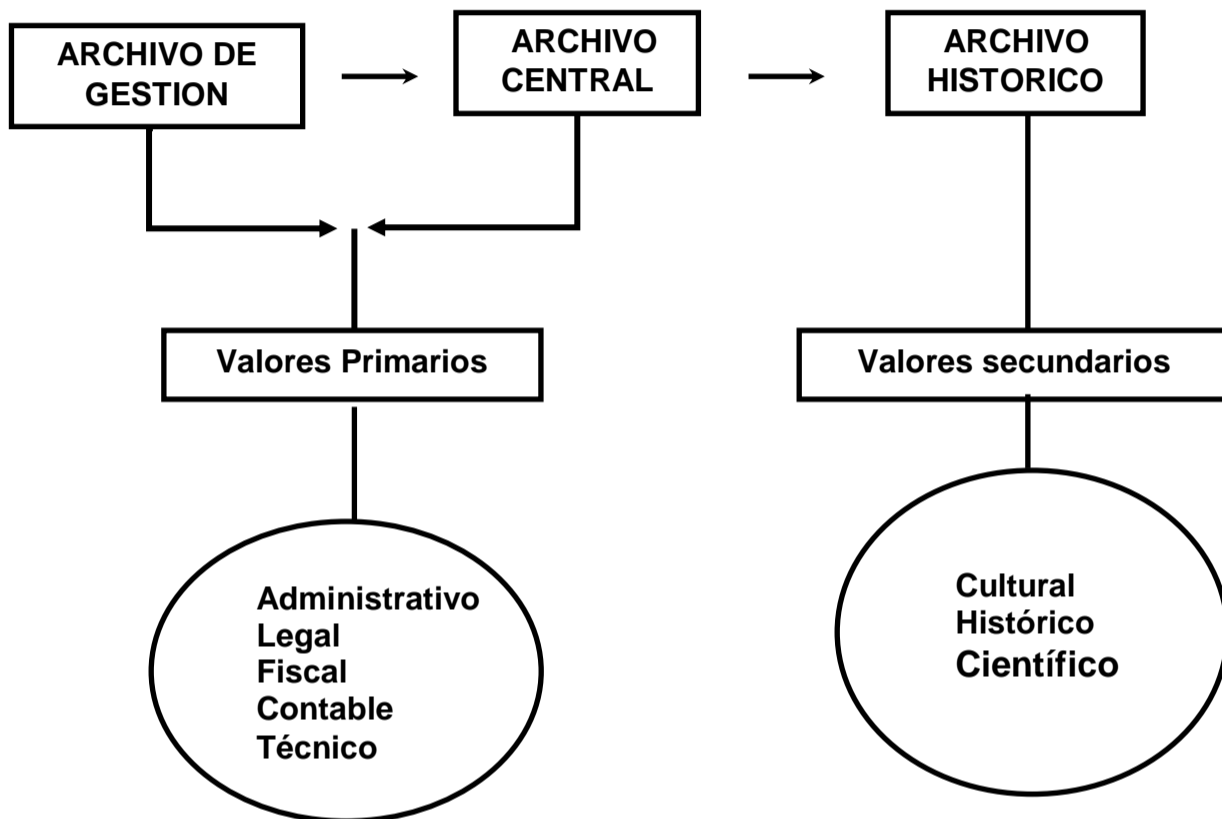 ARCHIVO DE
GESTION
ARCHIVO
CENTRAL
ARCHIVO
HISTORICO
Valores Primarios
Valores secundarios
Administrativo
Legal
Fiscal
Contable
Técnico
Cultural
Histórico
Científico